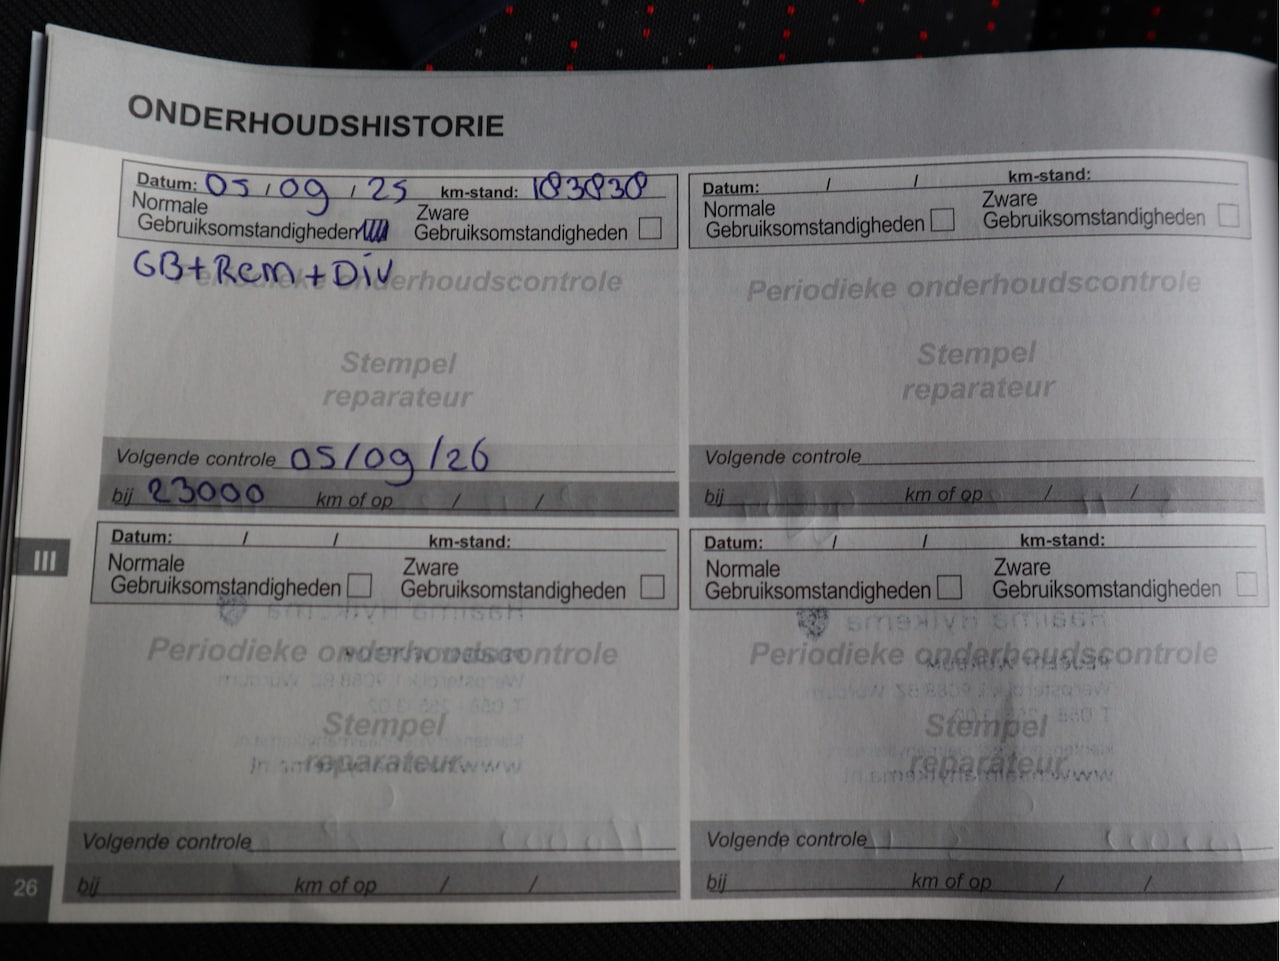 ONDERHOUDSHISTORIE
Datum: 05 / 09 / 25 km-stand: 183838
Normale Zware
Gebruiksomstandigheden Gebruiksomstandigheden
GB+Rem+Div
Periodieke onderhoudscontrole
Stempel
reparateur
Volgende controle 05/09/26
bij 23000 km of op / /
Datum: / / km-stand:
Normale Zware
Gebruiksomstandigheden Gebruiksomstandigheden
Periodieke onderhoudscontrole
Stempel
reparateur
Volgende controle
bij km of op / /
III
Datum: / / km-stand:
Normale Zware
Gebruiksomstandigheden Gebruiksomstandigheden
Periodieke onderhoudscontrole
Stempel
reparateur
Volgende controle
bij km of op / /
Datum: / / km-stand:
Normale Zware
Gebruiksomstandigheden Gebruiksomstandigheden
Periodieke onderhoudscontrole
Stempel
reparateur
Volgende controle
bij km of op / /
26